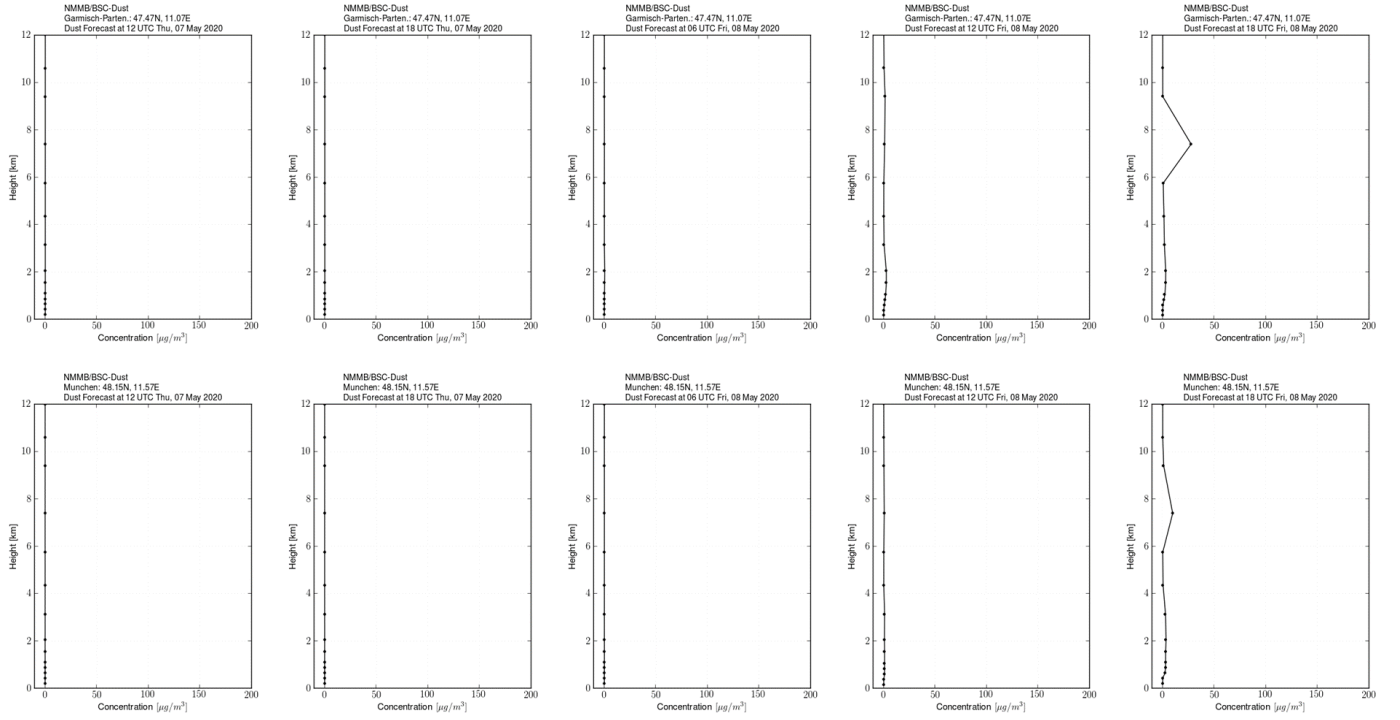 NMMB/BSC-Dust
Garmisch-Parten.: 47.47N, 11.07E
Dust Forecast at 12 UTC Thu, 07 May 2020
12
10
8
6
4
2
0
Height [km]
0 50 100 150 200
Concentration [μg/m³]
NMMB/BSC-Dust
Garmisch-Parten.: 47.47N, 11.07E
Dust Forecast at 18 UTC Thu, 07 May 2020
12
10
8
6
4
2
0
Height [km]
0 50 100 150 200
Concentration [μg/m³]
NMMB/BSC-Dust
Garmisch-Parten.: 47.47N, 11.07E
Dust Forecast at 06 UTC Fri, 08 May 2020
12
10
8
6
4
2
0
Height [km]
0 50 100 150 200
Concentration [μg/m³]
NMMB/BSC-Dust
Garmisch-Parten.: 47.47N, 11.07E
Dust Forecast at 12 UTC Fri, 08 May 2020
12
10
8
6
4
2
0
Height [km]
0 50 100 150 200
Concentration [μg/m³]
NMMB/BSC-Dust
Garmisch-Parten.: 47.47N, 11.07E
Dust Forecast at 18 UTC Fri, 08 May 2020
12
10
8
6
4
2
0
Height [km]
0 50 100 150 200
Concentration [μg/m³]
NMMB/BSC-Dust
Munchen: 48.15N, 11.57E
Dust Forecast at 12 UTC Thu, 07 May 2020
12
10
8
6
4
2
0
Height [km]
0 50 100 150 200
Concentration [μg/m³]
NMMB/BSC-Dust
Munchen: 48.15N, 11.57E
Dust Forecast at 18 UTC Thu, 07 May 2020
12
10
8
6
4
2
0
Height [km]
0 50 100 150 200
Concentration [μg/m³]
NMMB/BSC-Dust
Munchen: 48.15N, 11.57E
Dust Forecast at 06 UTC Fri, 08 May 2020
12
10
8
6
4
2
0
Height [km]
0 50 100 150 200
Concentration [μg/m³]
NMMB/BSC-Dust
Munchen: 48.15N, 11.57E
Dust Forecast at 12 UTC Fri, 08 May 2020
12
10
8
6
4
2
0
Height [km]
0 50 100 150 200
Concentration [μg/m³]
NMMB/BSC-Dust
Munchen: 48.15N, 11.57E
Dust Forecast at 18 UTC Fri, 08 May 2020
12
10
8
6
4
2
0
Height [km]
0 50 100 150 200
Concentration [μg/m³]